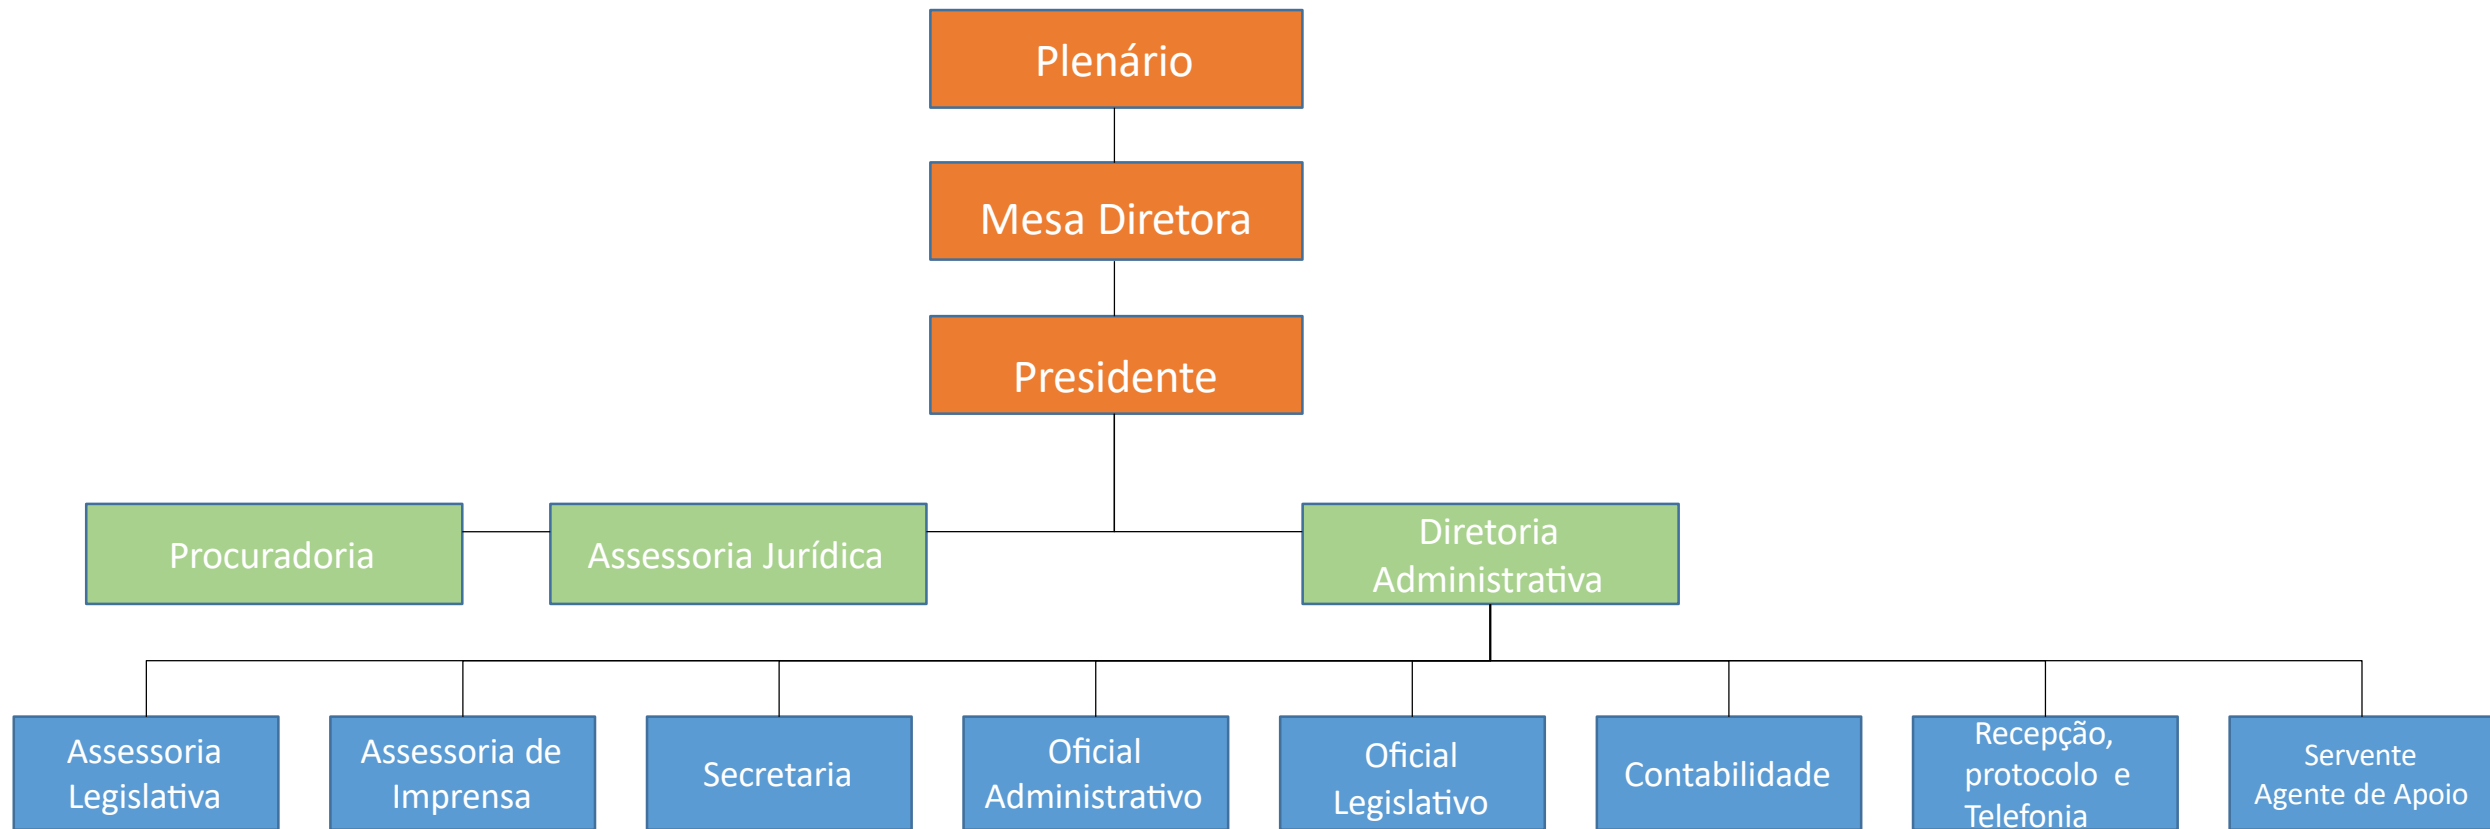 Plenário
Mesa Diretora
Presidente
Procuradoria
Assessoria Jurídica
Diretoria
Administrativa
Assessoria
Legislativa
Assessoria de
Imprensa
Secretaria
Oficial
Administrativo
Oficial
Legislativo
Contabilidade
Recepção,
protocolo e
Telefonia
Servente
Agente de Apoio